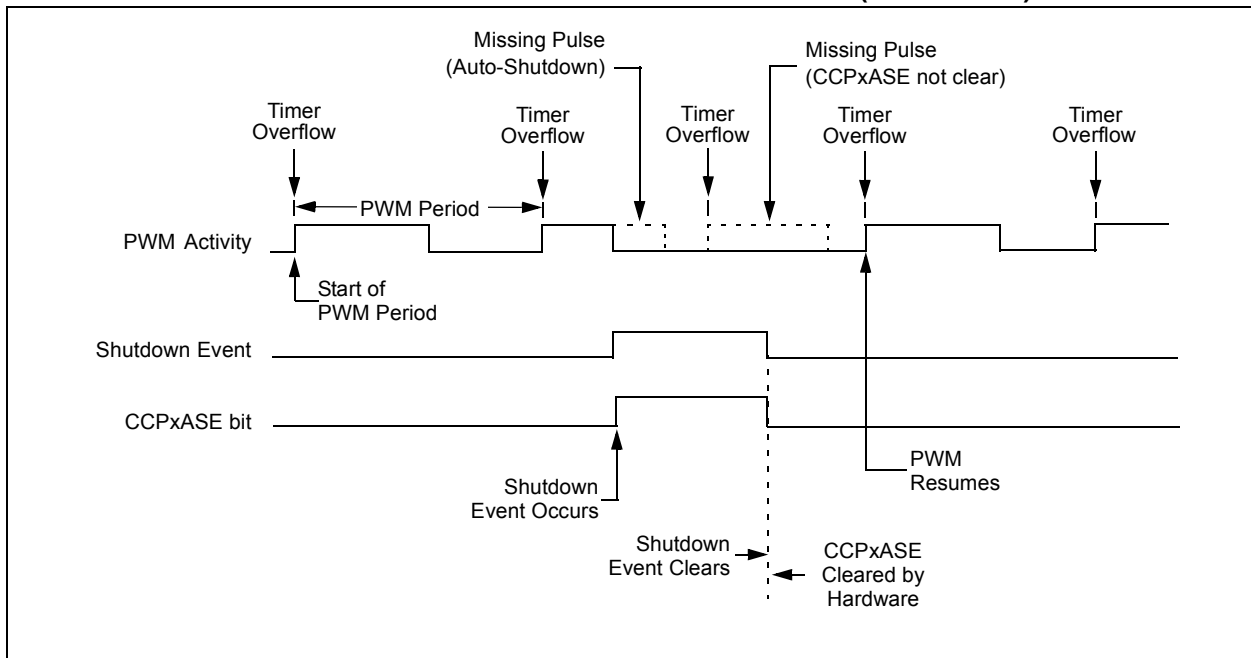 Missing Pulse
(Auto-Shutdown)
Missing Pulse
(CCPxASE not clear)
Timer
Overflow
Timer
Overflow
Timer
Overflow
Timer
Overflow
Timer
Overflow
PWM Period
PWM Activity
Start of
PWM Period
Shutdown Event
CCPxASE bit
Shutdown
Event Occurs
PWM
Resumes
Shutdown
Event Clears
CCPxASE
Cleared by
Hardware